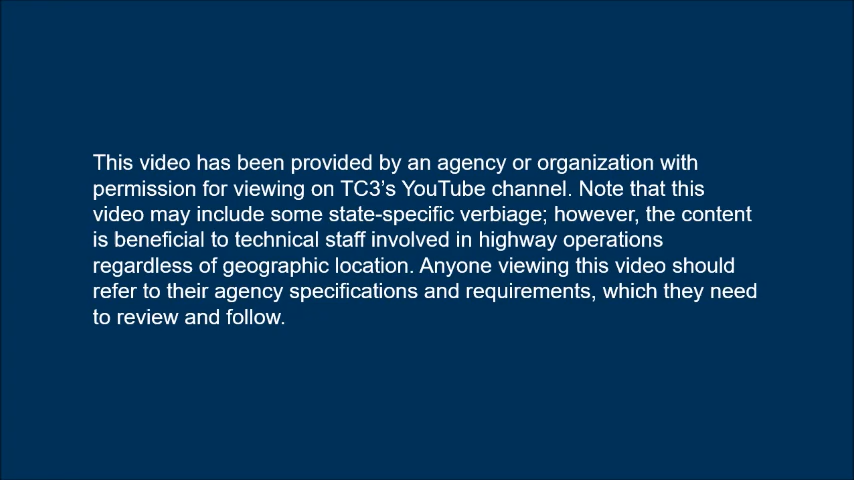 This video has been provided by an agency or organization with
permission for viewing on TC3’s YouTube channel. Note that this
video may include some state-specific verbiage; however, the content
is beneficial to technical staff involved in highway operations
regardless of geographic location. Anyone viewing this video should
refer to their agency specifications and requirements, which they need
to review and follow.